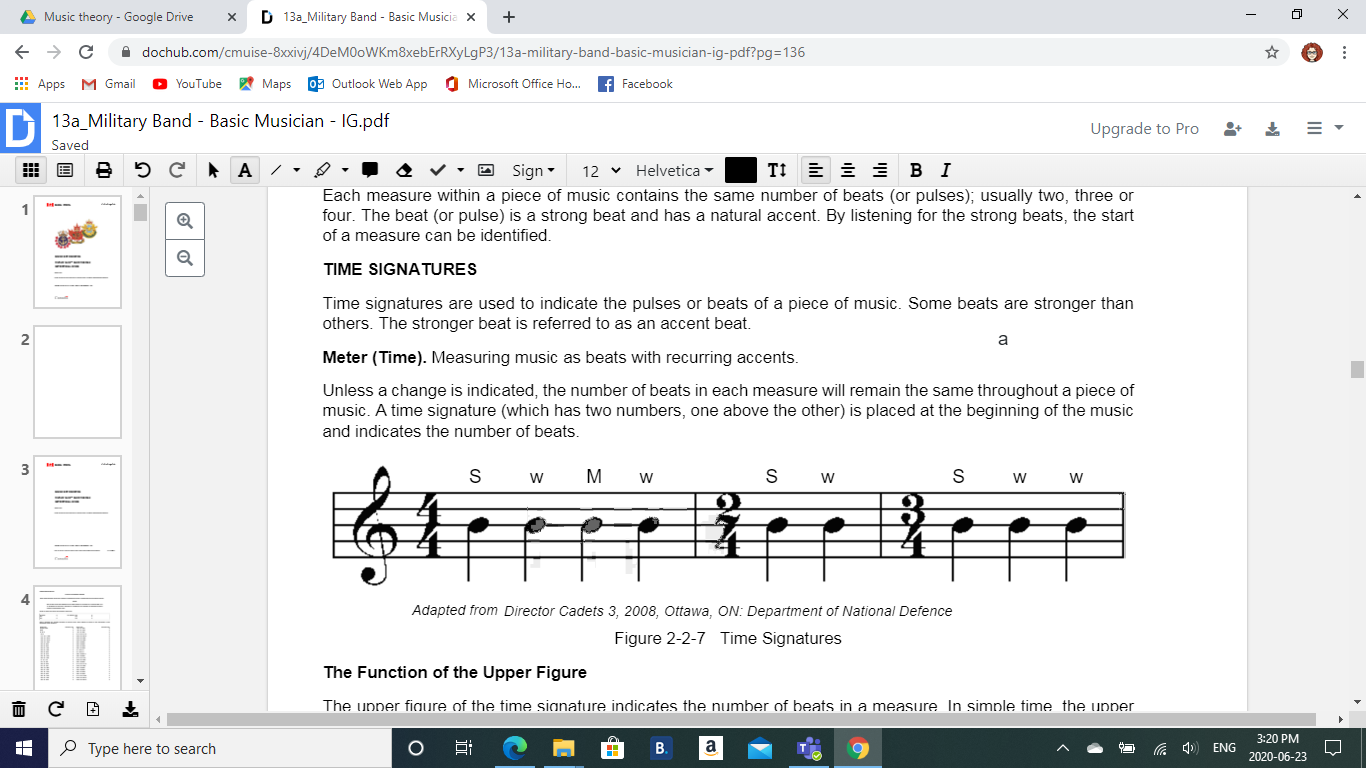 Music theory - Google Drive
13a_Military Band - Basic Musicia
dochub.com/cmuise-8xxivj/4DeM0oWKm8xebErRXyLgP3/13a-military-band-basic-musician-ig-pdf?pg=136
Apps Gmail YouTube Maps Outlook Web App Microsoft Office Ho... Facebook
13a_Military Band - Basic Musician - IG.pdf
Saved
Upgrade to Pro
A Sign 12 Helvetica T B I
1
2
3
4
Each measure within a piece of music contains the same number of beats (or pulses); usually two, three or
four. The beat (or pulse) is a strong beat and has a natural accent. By listening for the strong beats, the start
of a measure can be identified.
TIME SIGNATURES
Time signatures are used to indicate the pulses or beats of a piece of music. Some beats are stronger than
others. The stronger beat is referred to as an accent beat.
a
Meter (Time). Measuring music as beats with recurring accents.
Unless a change is indicated, the number of beats in each measure will remain the same throughout a piece of
music. A time signature (which has two numbers, one above the other) is placed at the beginning of the music
and indicates the number of beats.
S w M w S w S w w
4 2 3
4 4 4
Adapted from Director Cadets 3, 2008, Ottawa, ON: Department of National Defence
Figure 2-2-7 Time Signatures
The Function of the Upper Figure
The upper figure of the time signature indicates the number of beats in a measure. In simple time, the upper
Type here to search
B.
a
ENG
3:20 PM
2020-06-23